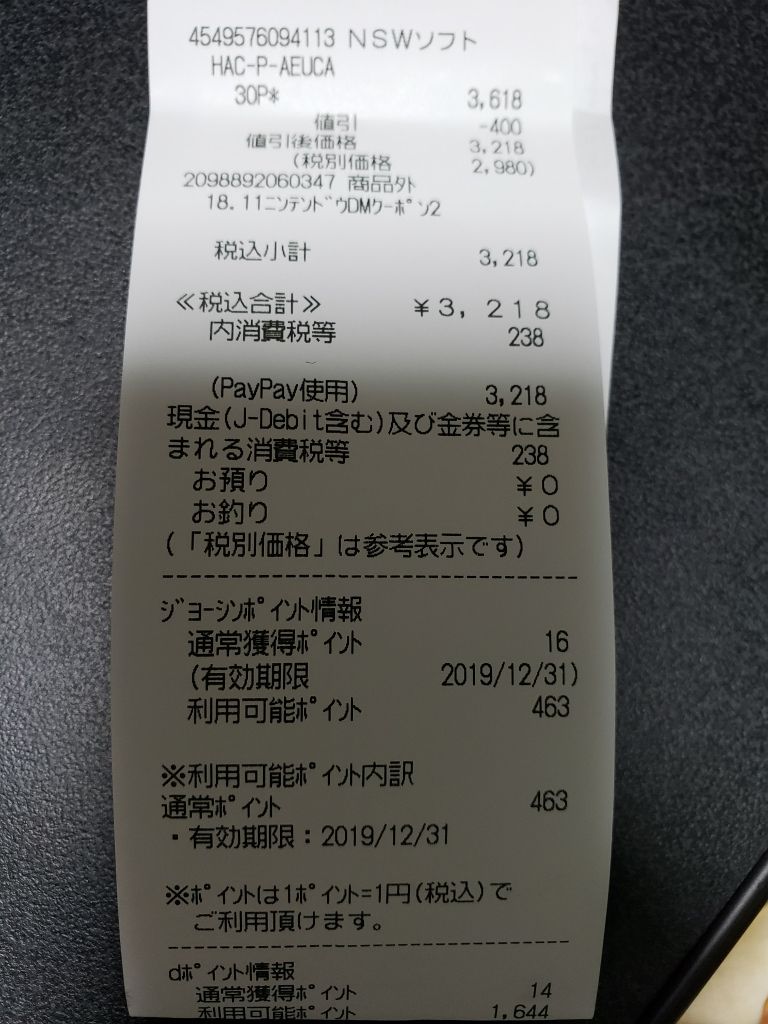 4549576094113 NSWソフト
HAC-P-AEUCA
30P* 3,618
値引 -400
値引後価格 3,218
(税別価格 2,980)
2098892060347 商品外
18.11ニンテンドウDMクーポン2
税込小計 3,218
≪税込合計≫ ¥3,218
内消費税等 238
(PayPay使用) 3,218
現金(J-Debit含む)及び金券等に含
まれる消費税等 238
お預り ¥0
お釣り ¥0
(「税別価格」は参考表示です)
ジョーシンポイント情報
通常獲得ポイント 16
(有効期限 2019/12/31)
利用可能ポイント 463
※利用可能ポイント内訳
通常ポイント 463
・有効期限:2019/12/31
※ポイントは1ポイント=1円(税込)で
ご利用頂けます。
dポイント情報
通常獲得ポイント 14
利用可能ポイント 1,644